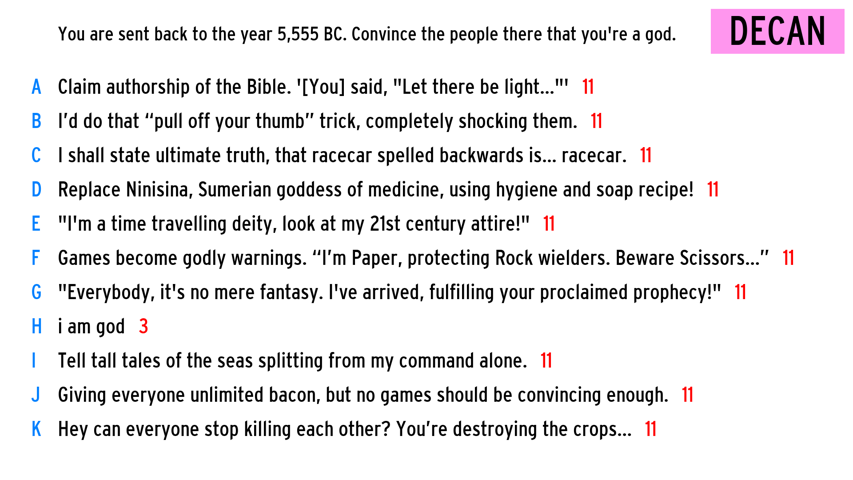 You are sent back to the year 5,555 BC. Convince the people there that you're a god.
DECAN
A Claim authorship of the Bible. '[You] said, "Let there be light..."' 11
B I’d do that “pull off your thumb” trick, completely shocking them. 11
C I shall state ultimate truth, that racecar spelled backwards is... racecar. 11
D Replace Ninisina, Sumerian goddess of medicine, using hygiene and soap recipe! 11
E "I'm a time travelling deity, look at my 21st century attire!" 11
F Games become godly warnings. “I’m Paper, protecting Rock wielders. Beware Scissors...” 11
G "Everybody, it's no mere fantasy. I've arrived, fulfilling your proclaimed prophecy!" 11
H i am god 3
I Tell tall tales of the seas splitting from my command alone. 11
J Giving everyone unlimited bacon, but no games should be convincing enough. 11
K Hey can everyone stop killing each other? You’re destroying the crops... 11